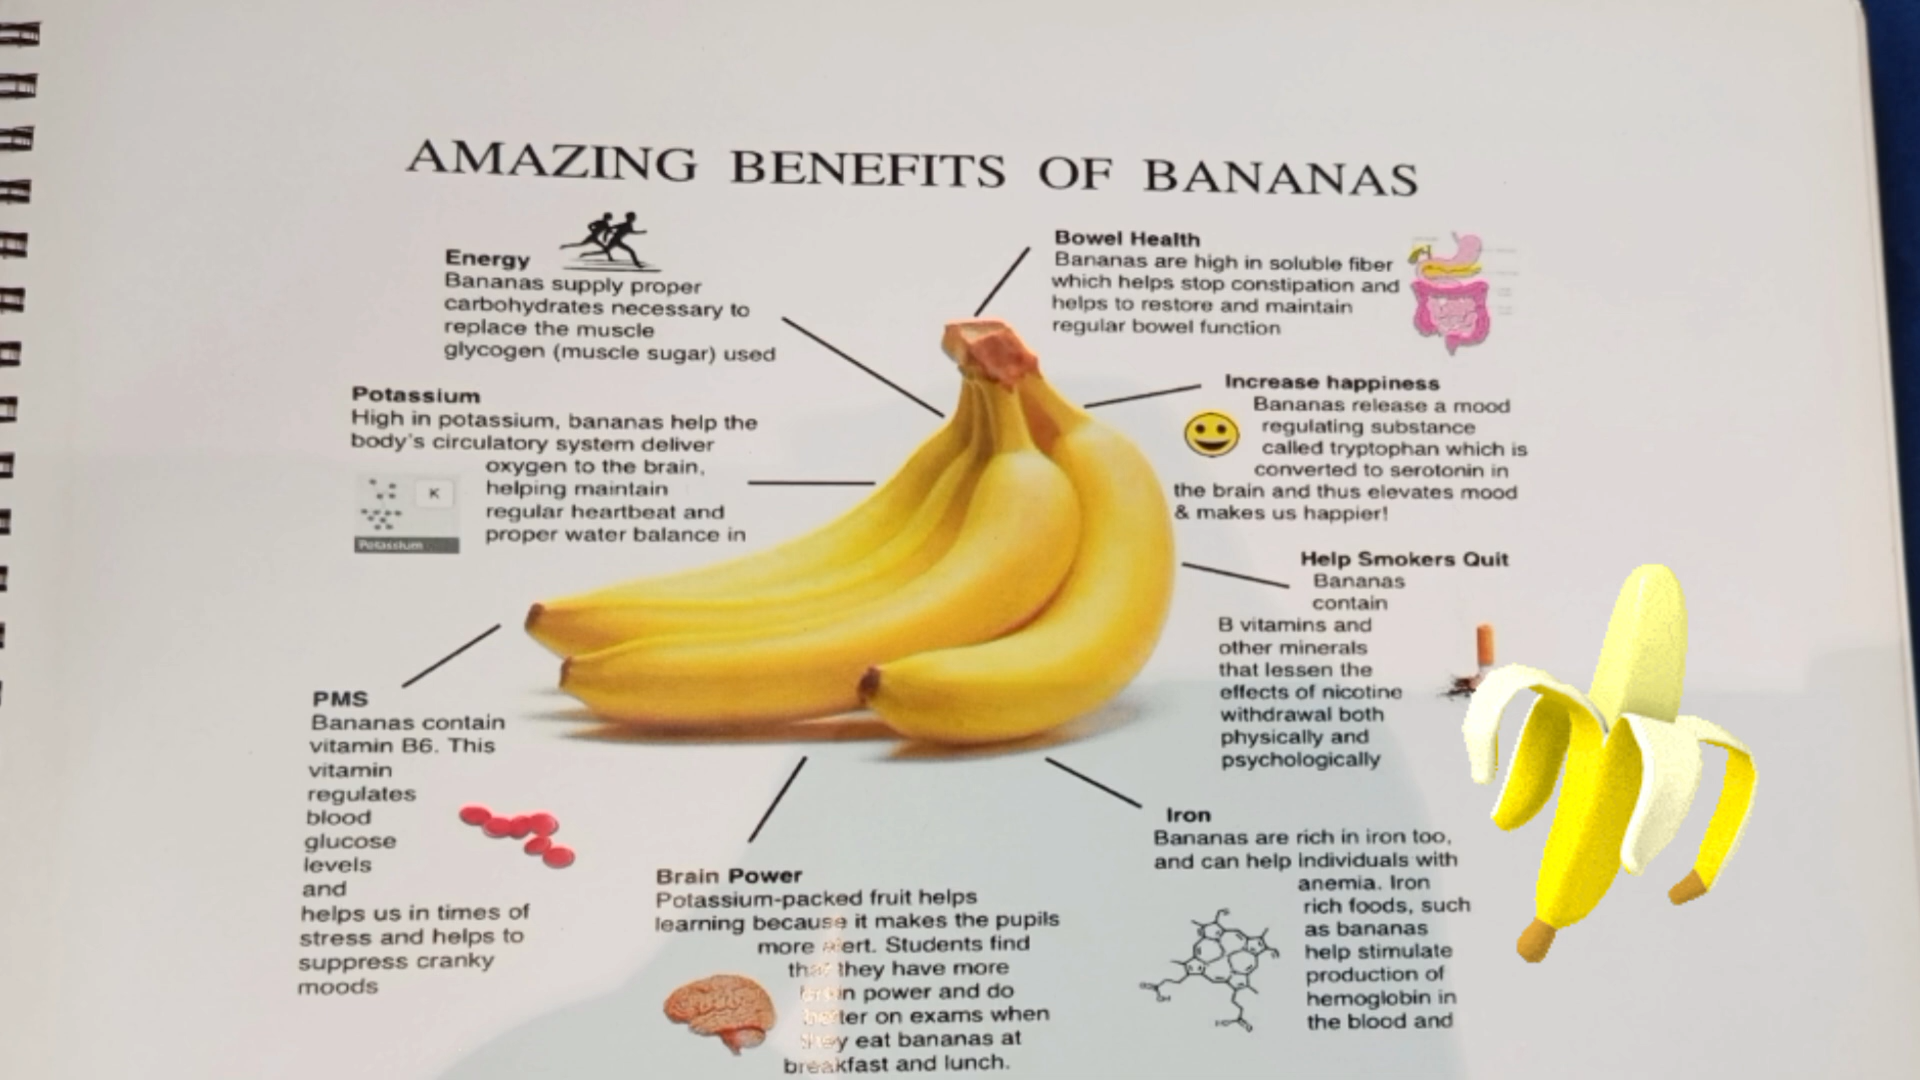 AMAZING BENEFITS OF BANANAS
Energy
Bananas supply proper
carbohydrates necessary to
replace the muscle
glycogen (muscle sugar) used
Bowel Health
Bananas are high in soluble fiber
which helps stop constipation and
helps to restore and maintain
regular bowel function
Potassium
High in potassium, bananas help the
body's circulatory system deliver
oxygen to the brain,
helping maintain
regular heartbeat and
proper water balance in
K
Potassium
Increase happiness
Bananas release a mood
regulating substance
called tryptophan which is
converted to serotonin in
the brain and thus elevates mood
& makes us happier!
Help Smokers Quit
Bananas
contain
B vitamins and
other minerals
that lessen the
effects of nicotine
withdrawal both
physically and
psychologically
PMS
Bananas contain
vitamin B6. This
vitamin
regulates
blood
glucose
levels
and
helps us in times of
stress and helps to
suppress cranky
moods
Brain Power
Potassium-packed fruit helps
learning because it makes the pupils
more alert. Students find
that they have more
brain power and do
better on exams when
they eat bananas at
breakfast and lunch.
Iron
Bananas are rich in iron too,
and can help individuals with
anemia. Iron
rich foods, such
as bananas
help stimulate
production of
hemoglobin in
the blood and